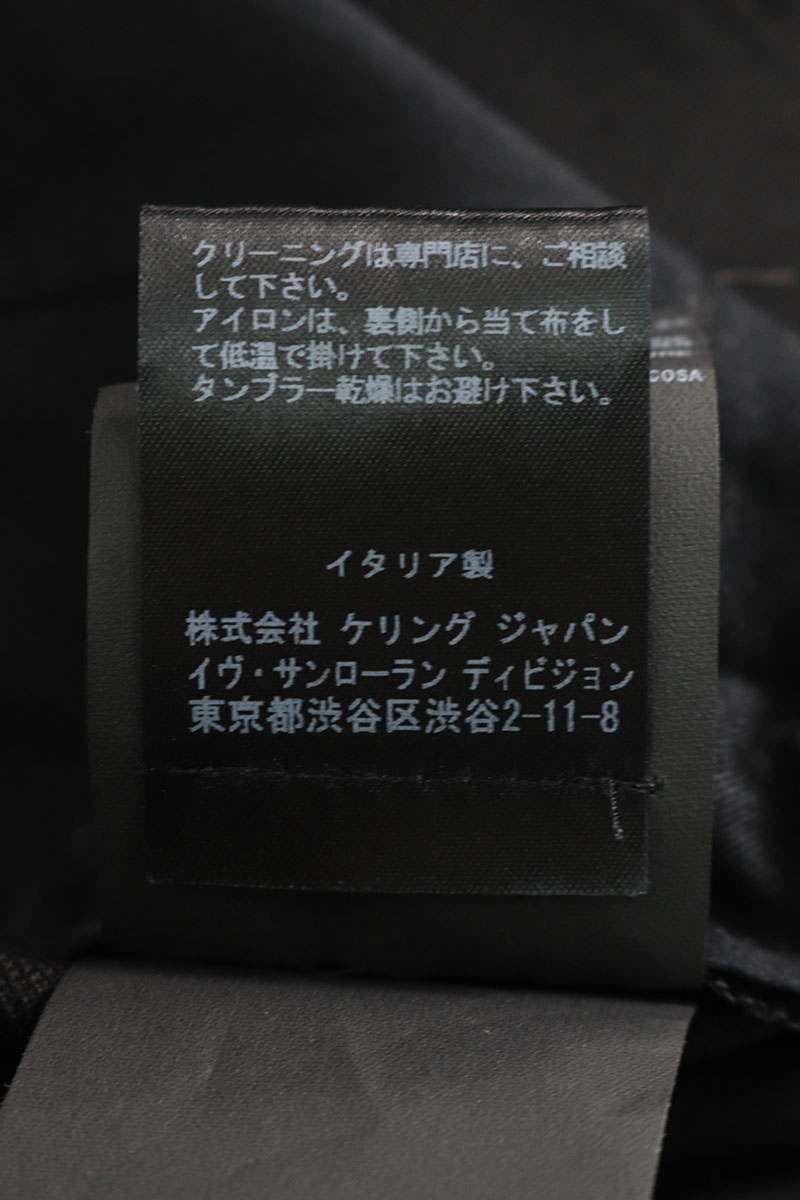 クリーニングは専門店に、ご相談
して下さい。
アイロンは、裏側から当て布をし
て低温で掛けて下さい。
タンブラー乾燥はお避け下さい。
COSA
イタリア製
株式会社 ケリング ジャパン
イヴ・サンローラン ディビジョン
東京都渋谷区渋谷2-11-8